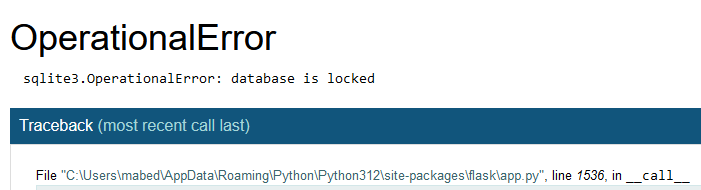 OperationalError
sqlite3.OperationalError: database is locked
Traceback (most recent call last)
File "C:\Users\mabed\AppData\Roaming\Python\Python312\site-packages\flask\app.py", line 1536, in __call__